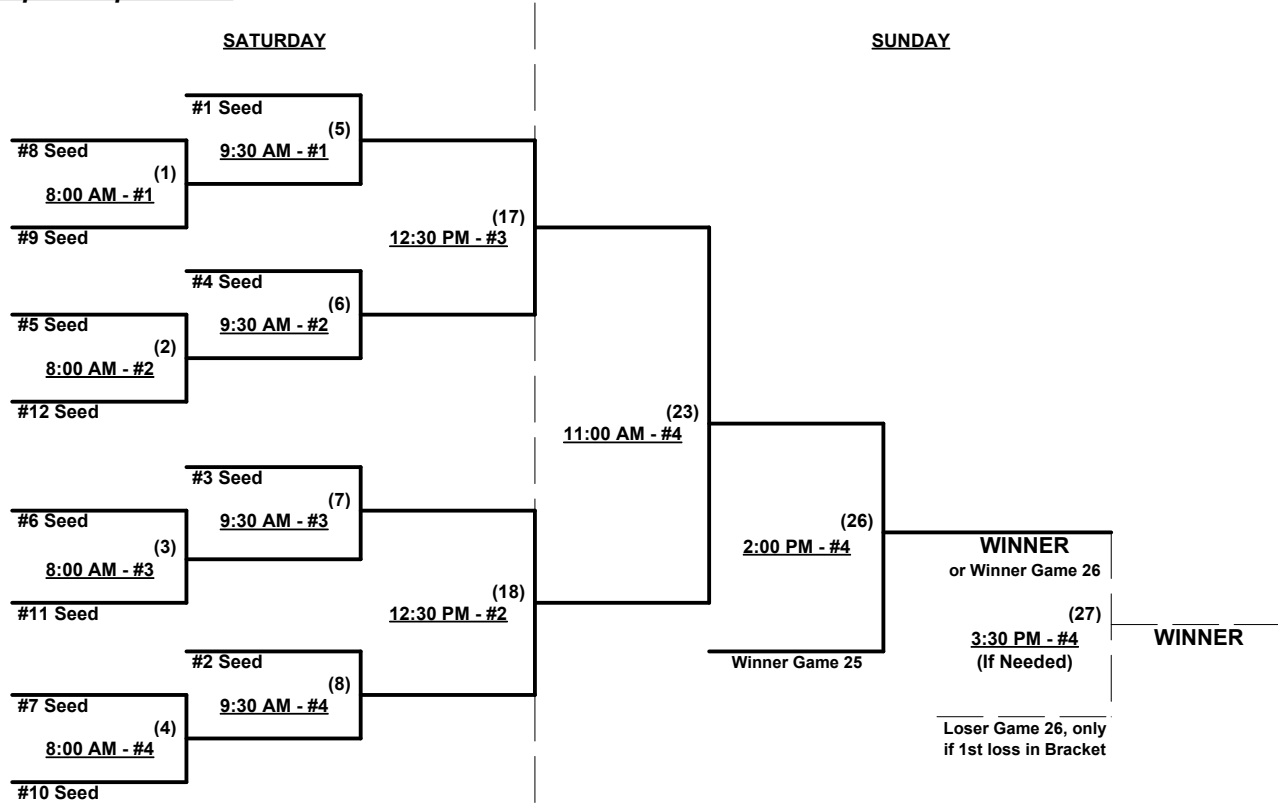 SATURDAY
SUNDAY
#1 Seed
(5)
9:30 AM - #1
#8 Seed
(1)
8:00 AM - #1
#9 Seed
(17)
12:30 PM - #3
#4 Seed
(6)
9:30 AM - #2
#5 Seed
(2)
8:00 AM - #2
#12 Seed
(23)
11:00 AM - #4
#3 Seed
(7)
9:30 AM - #3
#6 Seed
(3)
8:00 AM - #3
#11 Seed
(18)
12:30 PM - #2
#2 Seed
(8)
9:30 AM - #4
#7 Seed
(4)
8:00 AM - #4
#10 Seed
(26)
2:00 PM - #4
Winner Game 25
WINNER
or Winner Game 26
(27)
3:30 PM - #4
(If Needed)
WINNER
Loser Game 26, only
if 1st loss in Bracket